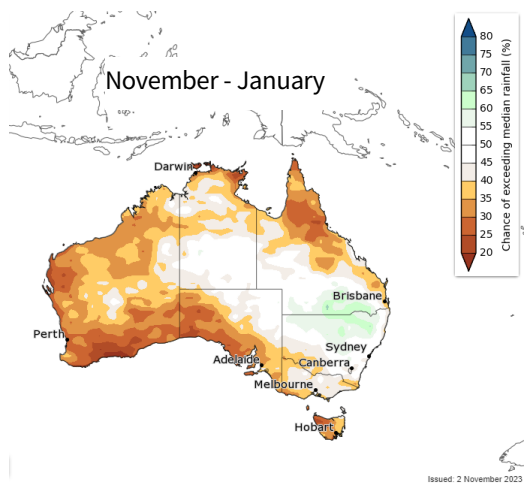 November - January
80
75
70
65
60
55
50
45
40
35
30
25
20
Chance of exceeding median rainfall (%)
Darwin
Brisbane
Perth
Sydney
Adelaide
Canberra
Melbourne
Hobart
Issued: 2 November 2023